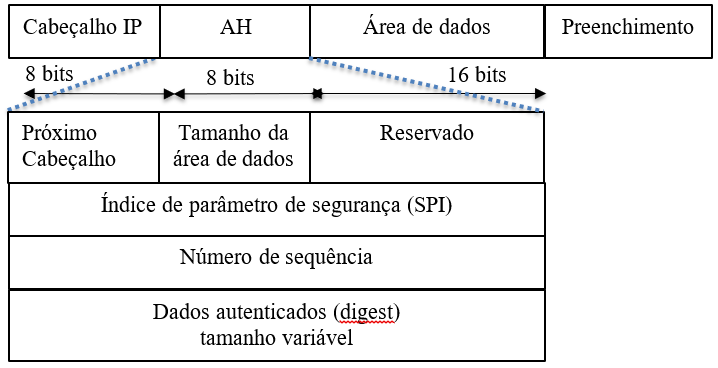 Cabeçalho IP AH Área de dados Preenchimento
8 bits 8 bits 16 bits
Próximo Tamanho da Reservado
Cabeçalho área de dados
Índice de parâmetro de segurança (SPI)
Número de sequência
Dados autenticados (digest)
tamanho variável